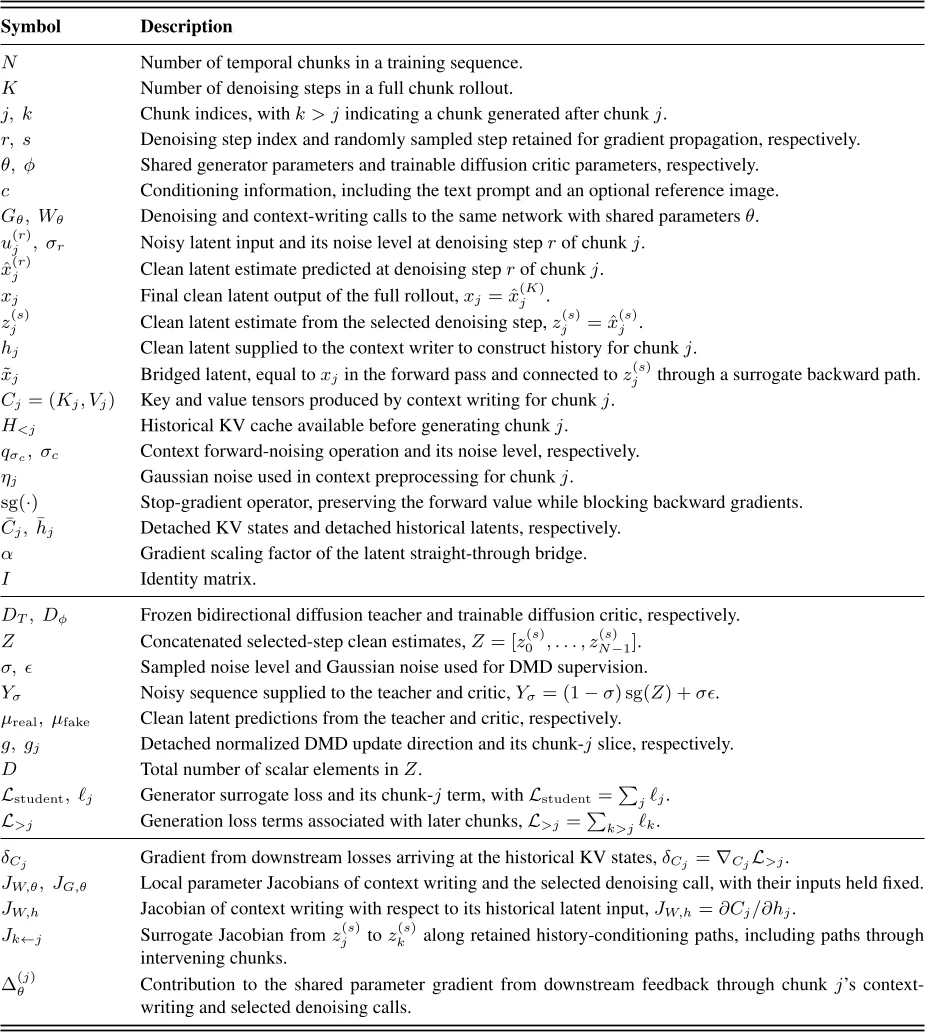 Symbol Description
N Number of temporal chunks in a training sequence.
K Number of denoising steps in a full chunk rollout.
j, k Chunk indices, with k > j indicating a chunk generated after chunk j.
r, s Denoising step index and randomly sampled step retained for gradient propagation, respectively.
θ, ϕ Shared generator parameters and trainable diffusion critic parameters, respectively.
c Conditioning information, including the text prompt and an optional reference image.
G_θ, W_θ Denoising and context-writing calls to the same network with shared parameters θ.
u_j^{(r)}, σ_r Noisy latent input and its noise level at denoising step r of chunk j.
x̂_j^{(r)} Clean latent estimate predicted at denoising step r of chunk j.
x_j Final clean latent output of the full rollout, x_j = x̂_j^{(K)}.
z_j^{(s)} Clean latent estimate from the selected denoising step, z_j^{(s)} = x̂_j^{(s)}.
h_j Clean latent supplied to the context writer to construct history for chunk j.
x̃_j Bridged latent, equal to x_j in the forward pass and connected to z_j^{(s)} through a surrogate backward path.
C_j = (K_j, V_j) Key and value tensors produced by context writing for chunk j.
H_{<j} Historical KV cache available before generating chunk j.
q_{σ_c}, σ_c Context forward-noising operation and its noise level, respectively.
η_j Gaussian noise used in context preprocessing for chunk j.
sg(·) Stop-gradient operator, preserving the forward value while blocking backward gradients.
C̄_j, h̄_j Detached KV states and detached historical latents, respectively.
α Gradient scaling factor of the latent straight-through bridge.
I Identity matrix.
D_T, D_ϕ Frozen bidirectional diffusion teacher and trainable diffusion critic, respectively.
Z Concatenated selected-step clean estimates, Z = [z_0^{(s)}, . . . , z_{N−1}^{(s)}].
σ, ϵ Sampled noise level and Gaussian noise used for DMD supervision.
Y_σ Noisy sequence supplied to the teacher and critic, Y_σ = (1 − σ) sg(Z) + σϵ.
μ_real, μ_fake Clean latent predictions from the teacher and critic, respectively.
g, g_j Detached normalized DMD update direction and its chunk-j slice, respectively.
D Total number of scalar elements in Z.
L_student, ℓ_j Generator surrogate loss and its chunk-j term, with L_student = ∑_j ℓ_j.
L_{>j} Generation loss terms associated with later chunks, L_{>j} = ∑_{k>j} ℓ_k.
δ_{C_j} Gradient from downstream losses arriving at the historical KV states, δ_{C_j} = ∇_{C_j} L_{>j}.
J_{W,θ}, J_{G,θ} Local parameter Jacobians of context writing and the selected denoising call, with their inputs held fixed.
J_{W,h} Jacobian of context writing with respect to its historical latent input, J_{W,h} = ∂C_j/∂h_j.
J_{k←j} Surrogate Jacobian from z_j^{(s)} to z_k^{(s)} along retained history-conditioning paths, including paths through
intervening chunks.
Δ_θ^{(j)} Contribution to the shared parameter gradient from downstream feedback through chunk j's context-
writing and selected denoising calls.